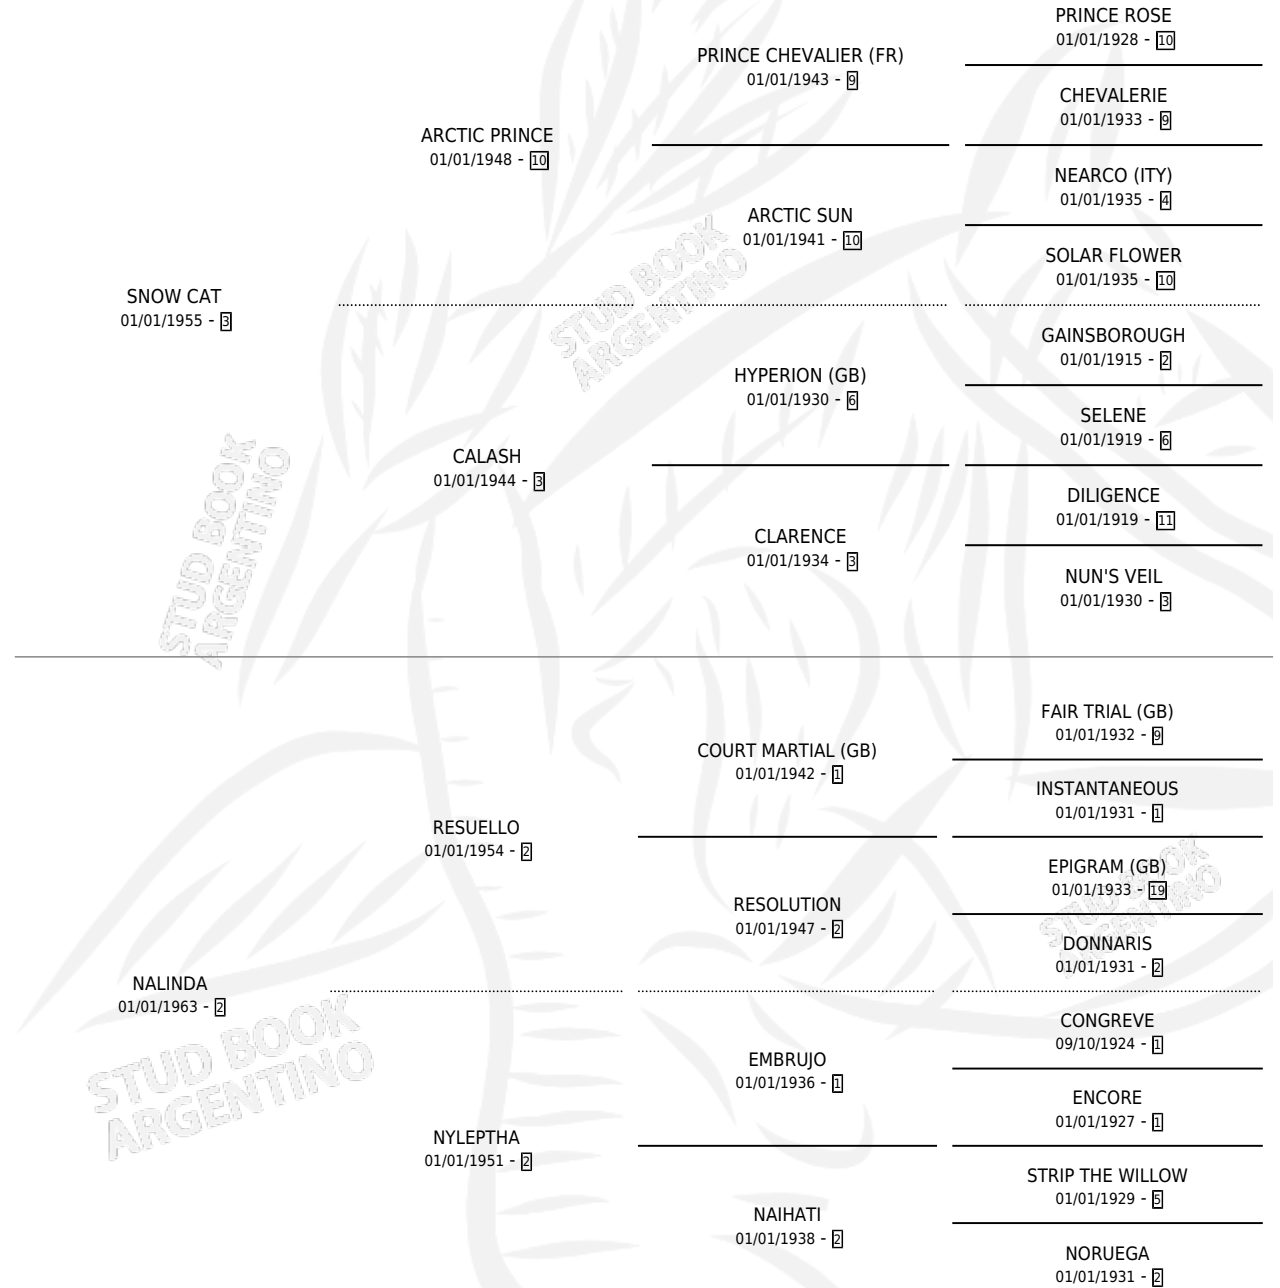 PRINCE ROSE
01/01/1928 - 10
PRINCE CHEVALIER (FR)
01/01/1943 - 9
CHEVALERIE
01/01/1933 - 9
ARCTIC PRINCE
01/01/1948 - 10
NEARCO (ITY)
01/01/1935 - 4
ARCTIC SUN
01/01/1941 - 10
SOLAR FLOWER
01/01/1935 - 10
SNOW CAT
01/01/1955 - 3
STUD BOOK
ARGENTINO
GAINSBOROUGH
01/01/1915 - 2
HYPERION (GB)
01/01/1930 - 6
SELENE
01/01/1919 - 6
CALASH
01/01/1944 - 3
DILIGENCE
01/01/1919 - 11
CLARENCE
01/01/1934 - 3
NUN'S VEIL
01/01/1930 - 3
STUD BOOK
ARGENTINO
FAIR TRIAL (GB)
01/01/1932 - 9
COURT MARTIAL (GB)
01/01/1942 - 1
INSTANTANEOUS
01/01/1931 - 1
RESUELLO
01/01/1954 - 2
EPIGRAM (GB)
01/01/1933 - 19
RESOLUTION
01/01/1947 - 2
STUD BOOK
ARGENTINO
DONNARIS
01/01/1931 - 2
NALINDA
01/01/1963 - 2
CONGREVE
09/10/1924 - 1
STUD BOOK
ARGENTINO
EMBRUJO
01/01/1936 - 1
ENCORE
01/01/1927 - 1
NYLEPTHA
01/01/1951 - 2
STRIP THE WILLOW
01/01/1929 - 5
NAIHATI
01/01/1938 - 2
NORUEGA
01/01/1931 - 2